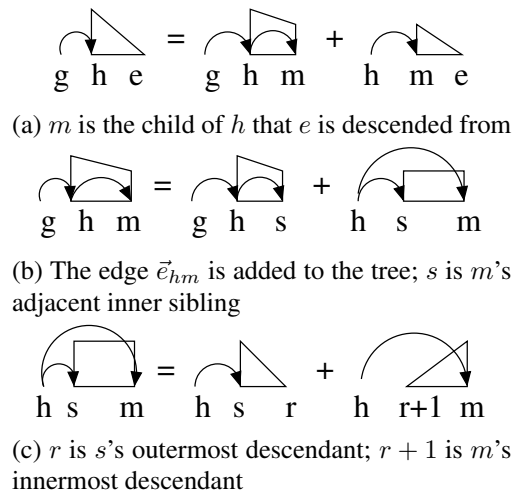 = +
g h e g h m h m e
(a) m is the child of h that e is descended from
= +
g h m g h s h s m
(b) The edge \vec{e}_{hm} is added to the tree; s is m's
adjacent inner sibling
= +
h s m h s r h r+1 m
(c) r is s's outermost descendant; r + 1 is m's
innermost descendant